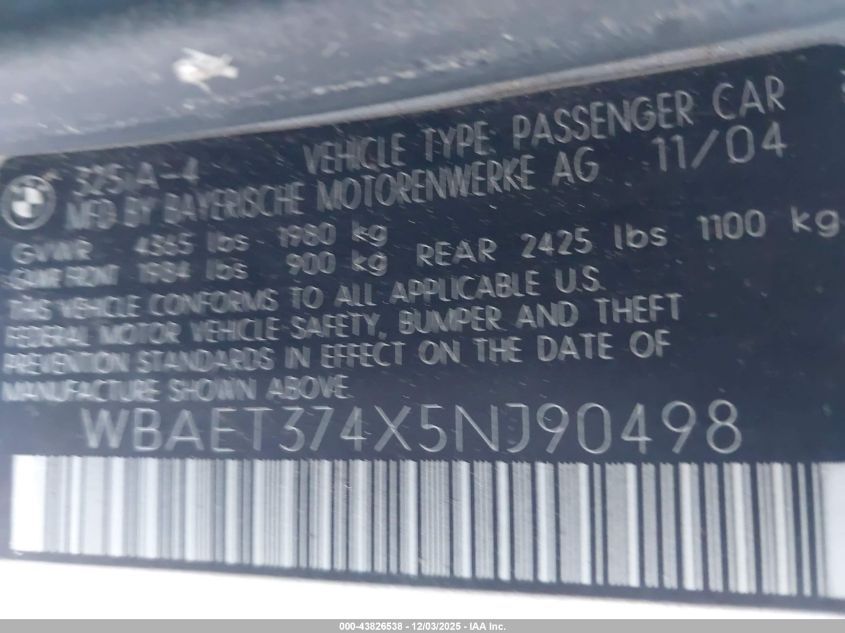 325iA-4 VEHICLE TYPE: PASSENGER CAR
MFD BY BAYERISCHE MOTORENWERKE AG 11/04
GVWR 4365 lbs 1980 kg
GAWR FRONT 1984 lbs 900 kg REAR 2425 lbs 1100 kg
THIS VEHICLE CONFORMS TO ALL APPLICABLE U.S.
FEDERAL MOTOR VEHICLE SAFETY, BUMPER AND THEFT
PREVENTION STANDARDS IN EFFECT ON THE DATE OF
MANUFACTURE SHOWN ABOVE.
WBAET374X5NJ90498
000-43826538 - 12/03/2025 - IAA Inc.